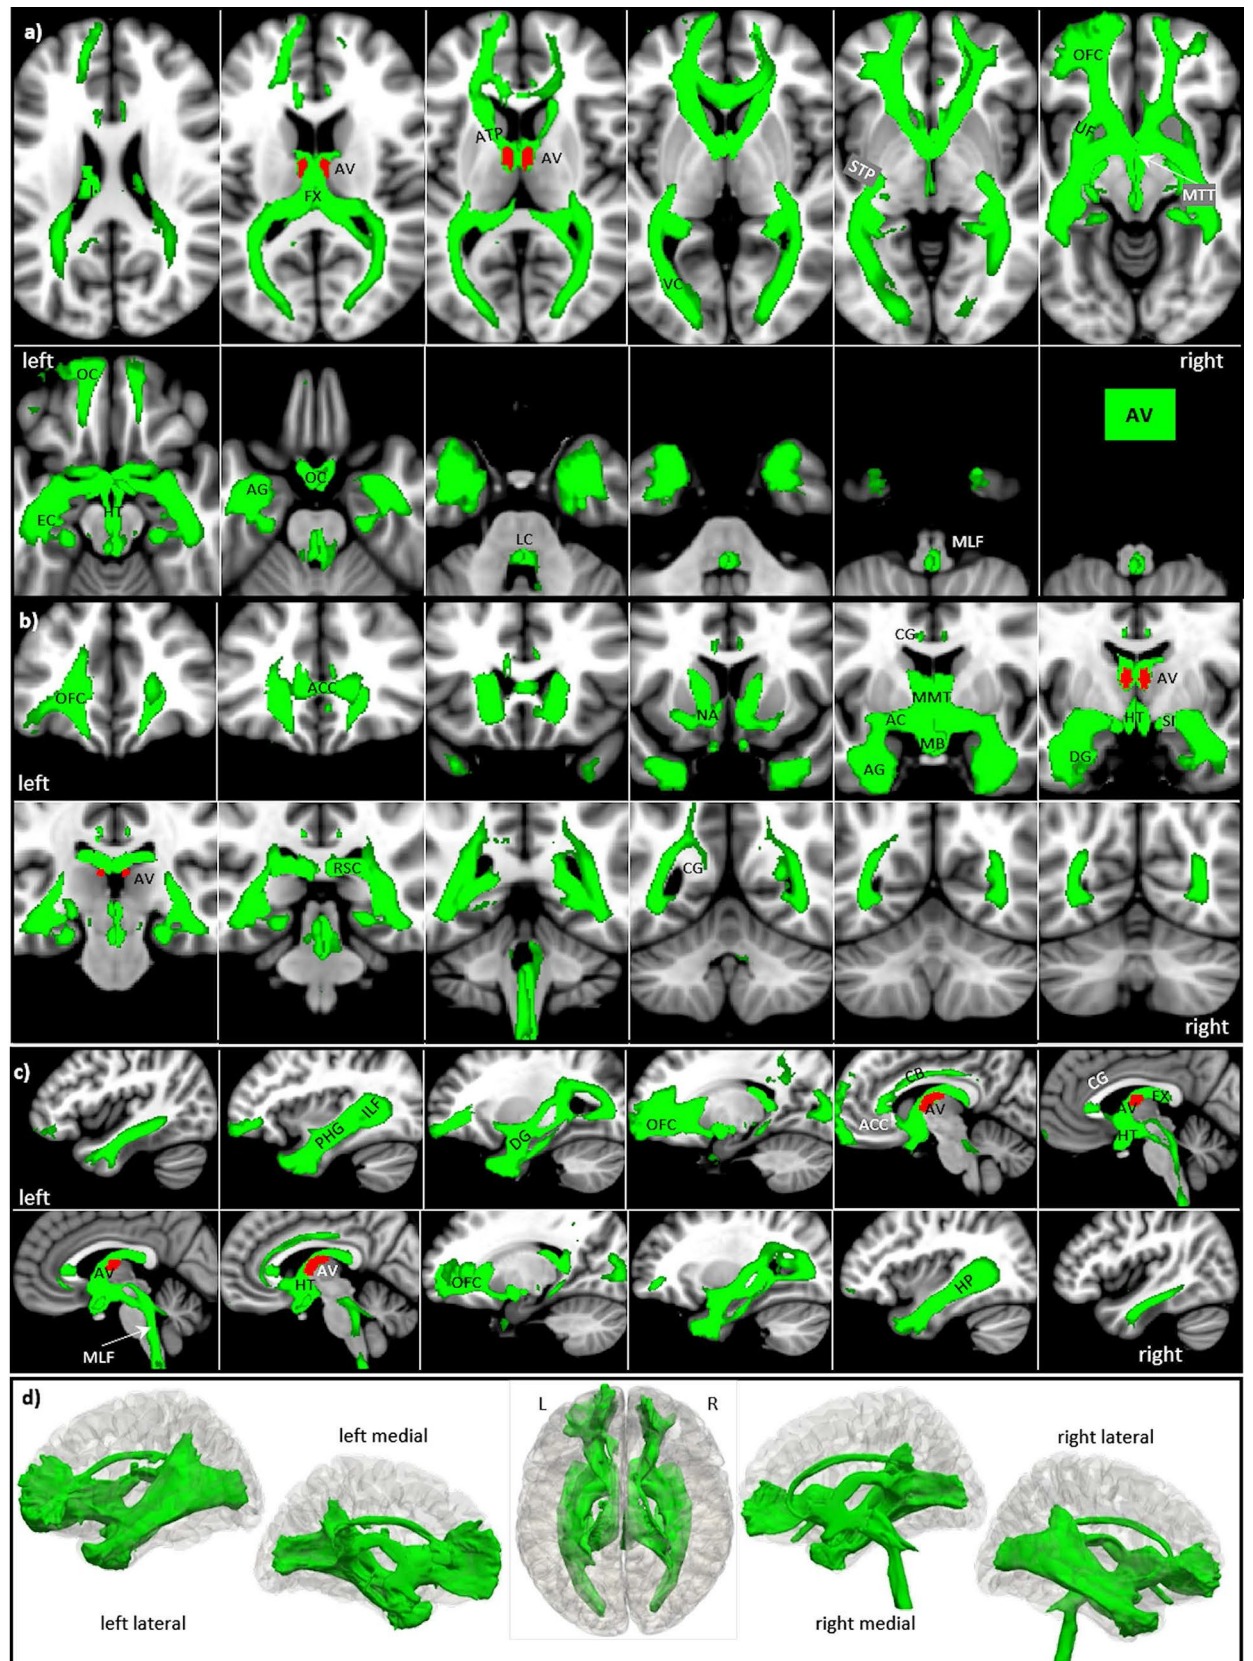 a)
OFC
ATP
AV
AV
UF
FX
STP
MTT
VC
left
right
OC
AV
AG
OC
EC
HT
LC
MLF
b)
CG
OFC
ACC
NA
MMT
AV
AC
HT
SI
MB
AG
DG
left
AV
RSC
CG
right
c)
CB
CG
FX
ILF
PHG
AV
AV
DG
OFC
ACC
HT
left
AV
HT
AV
OFC
HP
MLF
right
d)
L
R
left medial
right lateral
left lateral
right medial